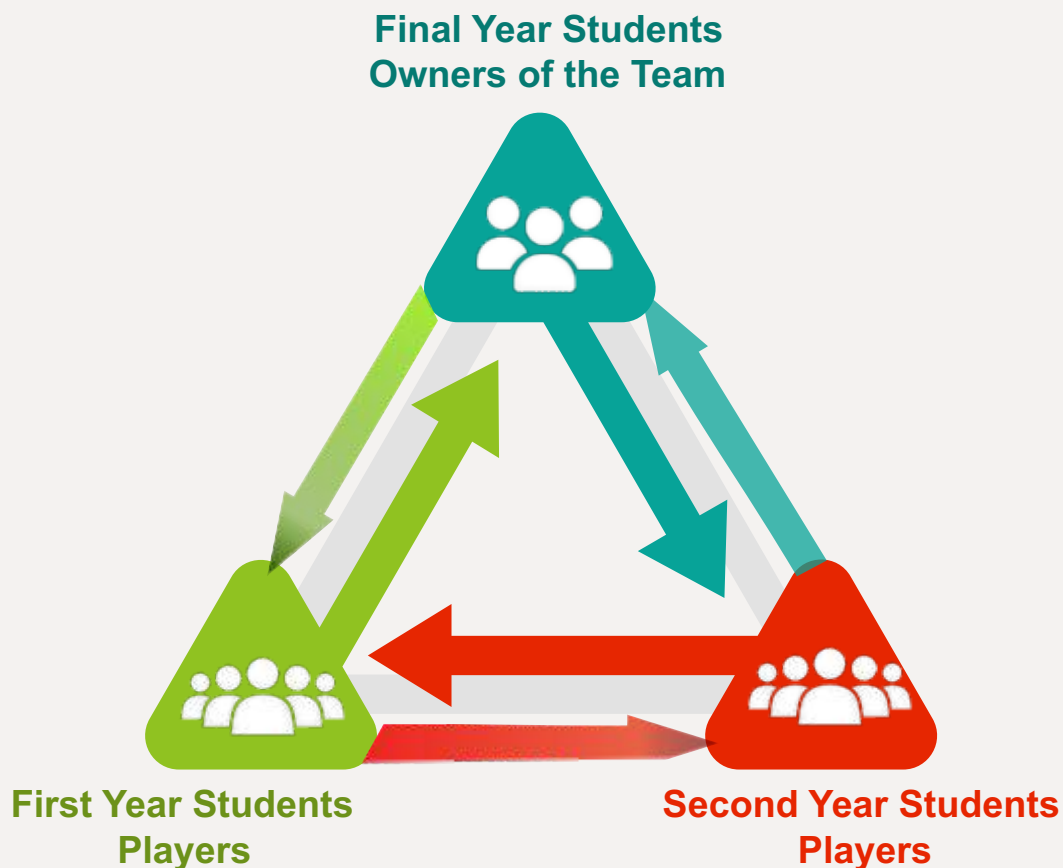 Final Year Students
Owners of the Team
First Year Students
Players
Second Year Students
Players